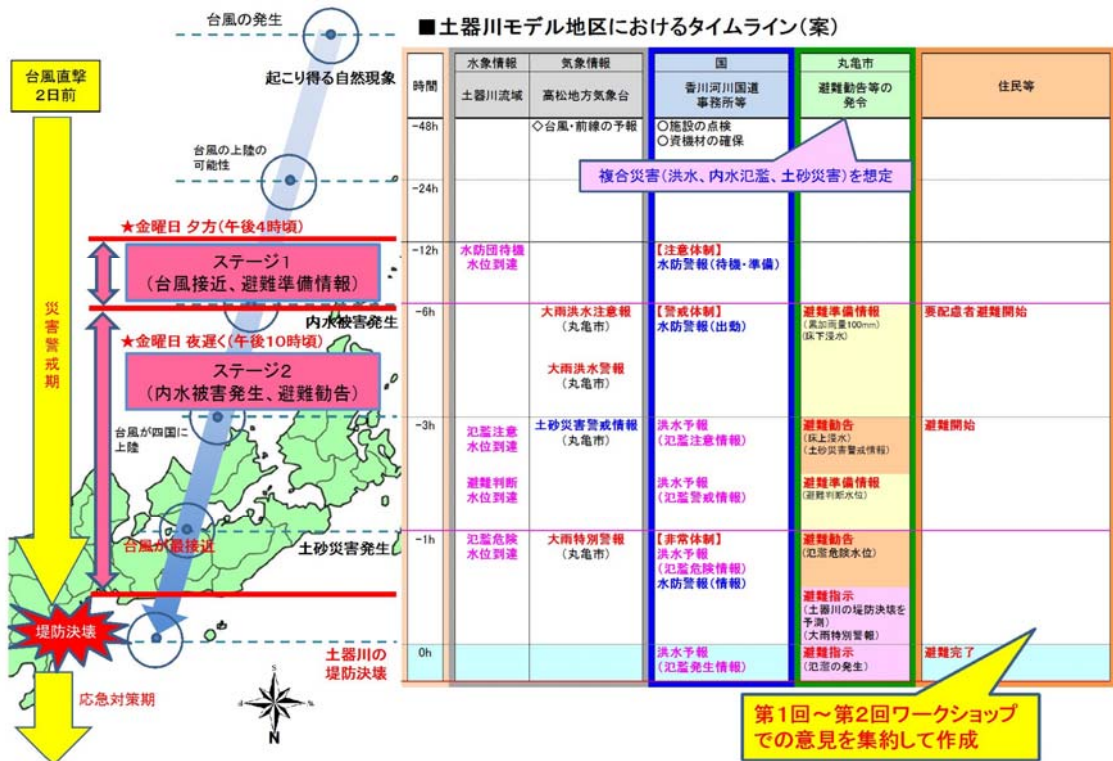 ■土器川モデル地区におけるタイムライン(案)
台風直撃
2日前
災害警戒期
堤防決壊
応急対策期
台風の発生
起こり得る自然現象
台風の上陸の
可能性
★金曜日 夕方(午後4時頃)
ステージ1
(台風接近、避難準備情報)
内水被害発生
★金曜日 夜遅く(午後10時頃)
ステージ2
(内水被害発生、避難勧告)
台風が四国に
上陸
台風が最接近
土砂災害発生
土器川の
堤防決壊
S
N
時間
水象情報
土器川流域
気象情報
高松地方気象台
国
香川河川国道
事務所等
丸亀市
避難勧告等の
発令
住民等
-48h
◇台風・前線の予報
○施設の点検
○資機材の確保
複合災害(洪水、内水氾濫、土砂災害)を想定
-24h
-12h
水防団待機
水位到達
【注意体制】
水防警報(待機・準備)
-6h
大雨洪水注意報
(丸亀市)
大雨洪水警報
(丸亀市)
【警戒体制】
水防警報(出動)
避難準備情報
(累加雨量100mm)
(床下浸水)
要配慮者避難開始
-3h
氾濫注意
水位到達
土砂災害警戒情報
(丸亀市)
洪水予報
(氾濫注意情報)
避難勧告
(床上浸水)
(土砂災害警戒情報)
避難開始
避難判断
水位到達
洪水予報
(氾濫警戒情報)
避難準備情報
(避難判断水位)
-1h
氾濫危険
水位到達
大雨特別警報
(丸亀市)
【非常体制】
洪水予報
(氾濫危険情報)
水防警報(情報)
避難勧告
(氾濫危険水位)
避難指示
(土器川の堤防決壊を
予測)
(大雨特別警報)
0h
洪水予報
(氾濫発生情報)
避難指示
(氾濫の発生)
避難完了
第1回~第2回ワークショップ
での意見を集約して作成